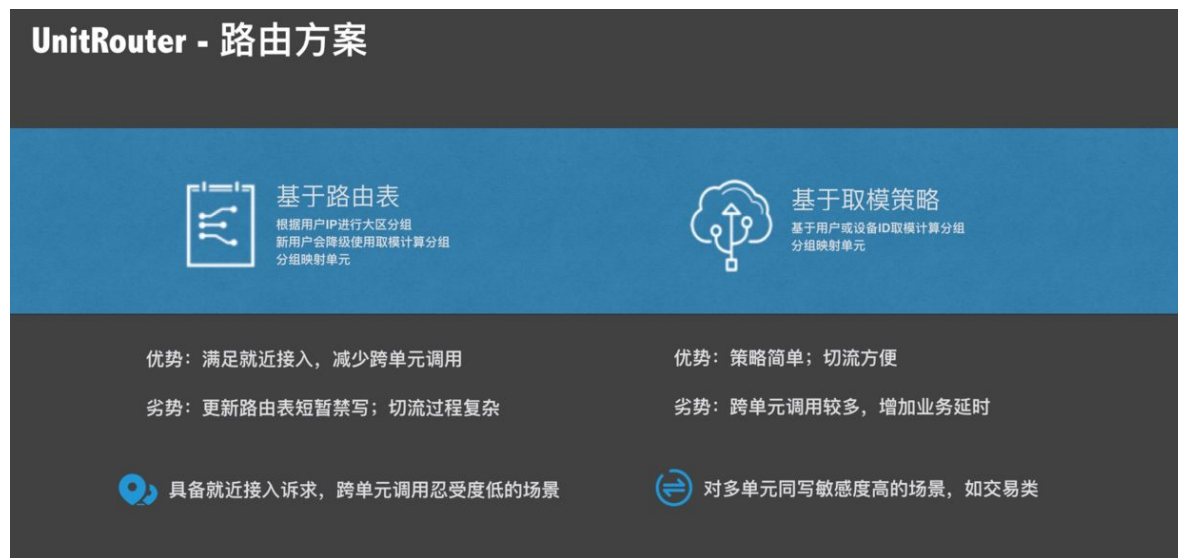 UnitRouter - 路由方案
基于路由表
根据用户IP进行大区分组
新用户会降级使用取模计算分组
分组映射单元
基于取模策略
基于用户或设备ID取模计算分组
分组映射单元
优势：满足就近接入，减少跨单元调用
劣势：更新路由表短暂禁写；切流过程复杂
具备就近接入诉求，跨单元调用忍受度低的场景
优势：策略简单；切流方便
劣势：跨单元调用较多，增加业务延时
对多单元同写敏感度高的场景，如交易类